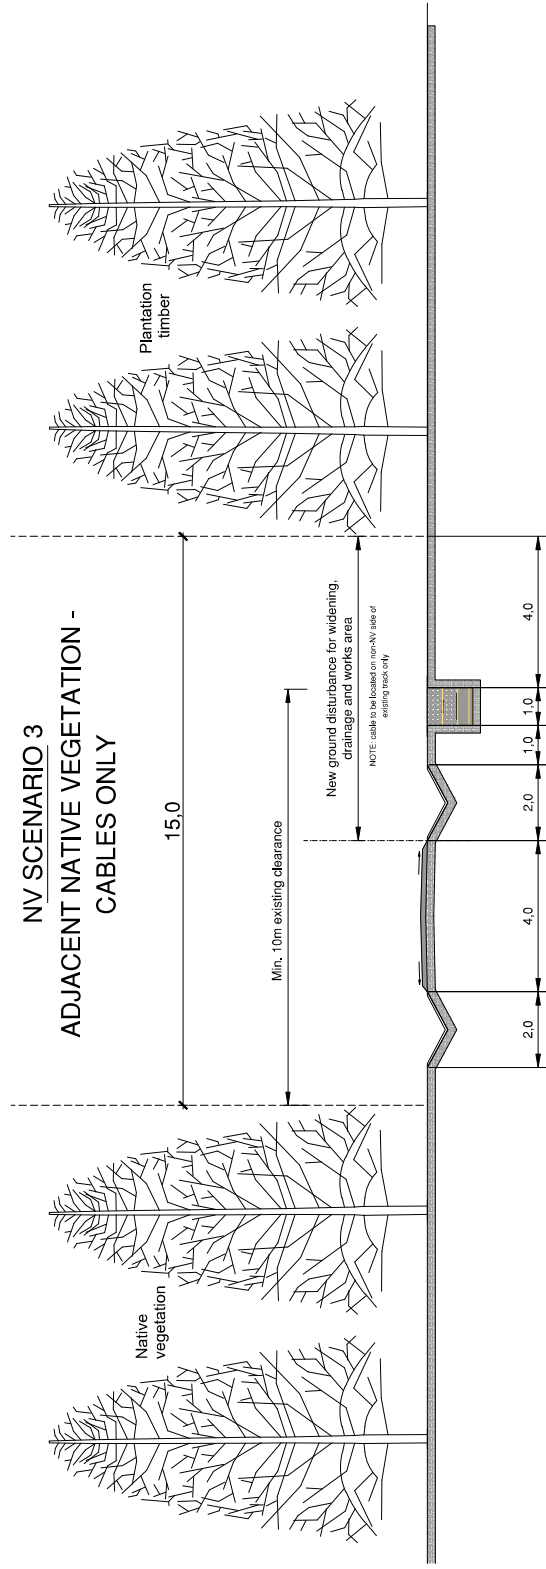 NV SCENARIO 3
ADJACENT NATIVE VEGETATION -
CABLES ONLY
15,0
Native
vegetation
Plantation
timber
Min. 10m existing clearance
New ground disturbance for widening,
drainage and works area
NOTE: cable to be located on non-NV side of
existing track only
2,0
4,0
2,0
1,0
1,0
4,0